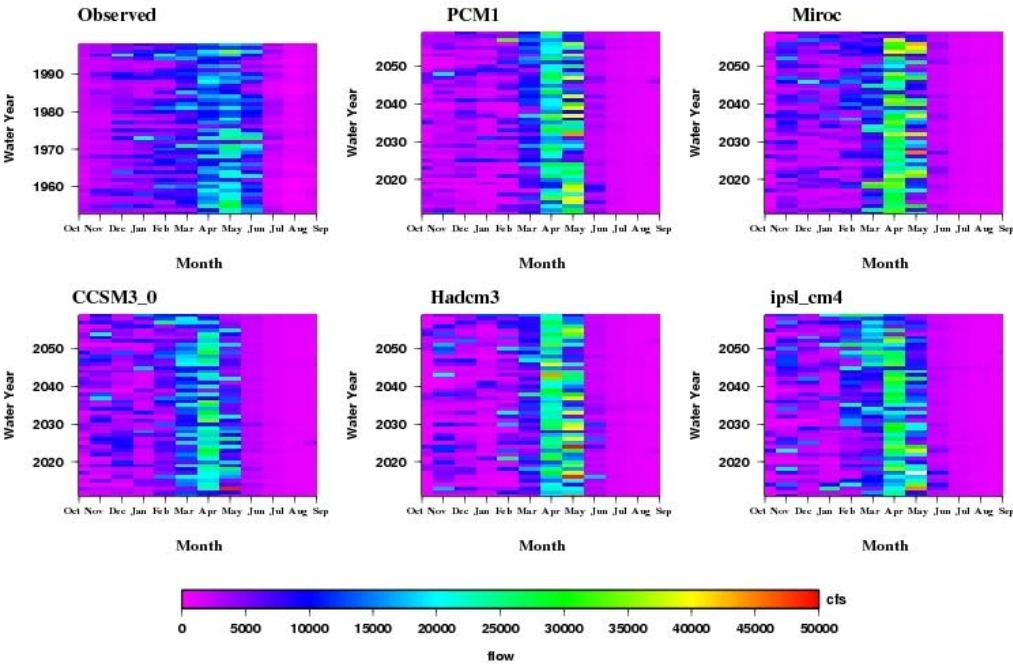 Observed
PCM1
Miroc
1990
1980
1970
1960
Water Year
Oct Nov Dec Jan Feb Mar Apr May Jun Jul Aug Sep
Month
2050
2040
2030
2020
Water Year
Oct Nov Dec Jan Feb Mar Apr May Jun Jul Aug Sep
Month
2050
2040
2030
2020
Water Year
Oct Nov Dec Jan Feb Mar Apr May Jun Jul Aug Sep
Month
CCSM3_0
Hadcm3
ipsl_cm4
2050
2040
2030
2020
Water Year
Oct Nov Dec Jan Feb Mar Apr May Jun Jul Aug Sep
Month
2050
2040
2030
2020
Water Year
Oct Nov Dec Jan Feb Mar Apr May Jun Jul Aug Sep
Month
2050
2040
2030
2020
Water Year
Oct Nov Dec Jan Feb Mar Apr May Jun Jul Aug Sep
Month
cfs
0 5000 10000 15000 20000 25000 30000 35000 40000 45000 50000
flow